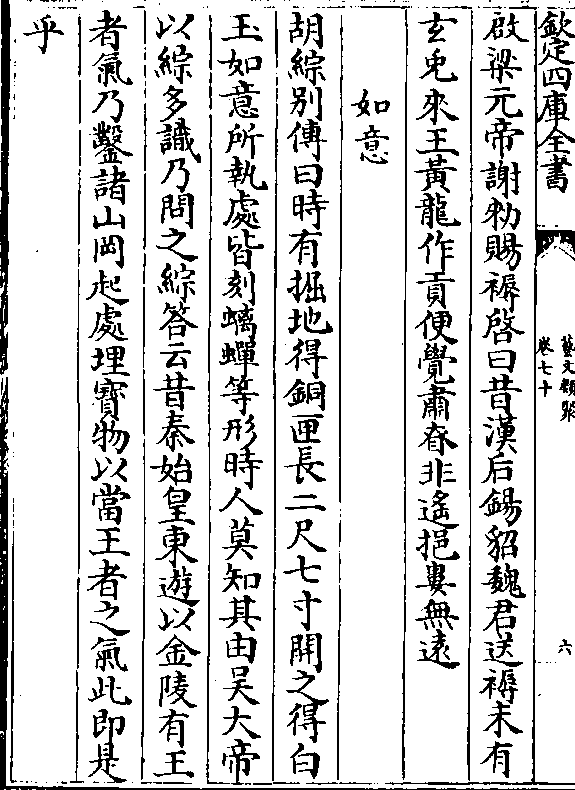 欽定四庫全書
藝文類聚
卷七十
六
啟梁元帝謝勑賜褥啓曰昔漢后錫貂魏君送褥未有
玄兎來王黃龍作貢便覺肅眘非遙挹婁無遠
如意
胡綜别傳曰時有掘地得銅匣長二尺七寸開之得白
玉如意所執處皆刻螭蟬等形時人莫知其由吴大帝
以綜多識乃問之綜答云昔秦始皇東遊以金陵有王
者氣乃鑿諸山岡起處埋寳物以當王者之氣此即是
乎